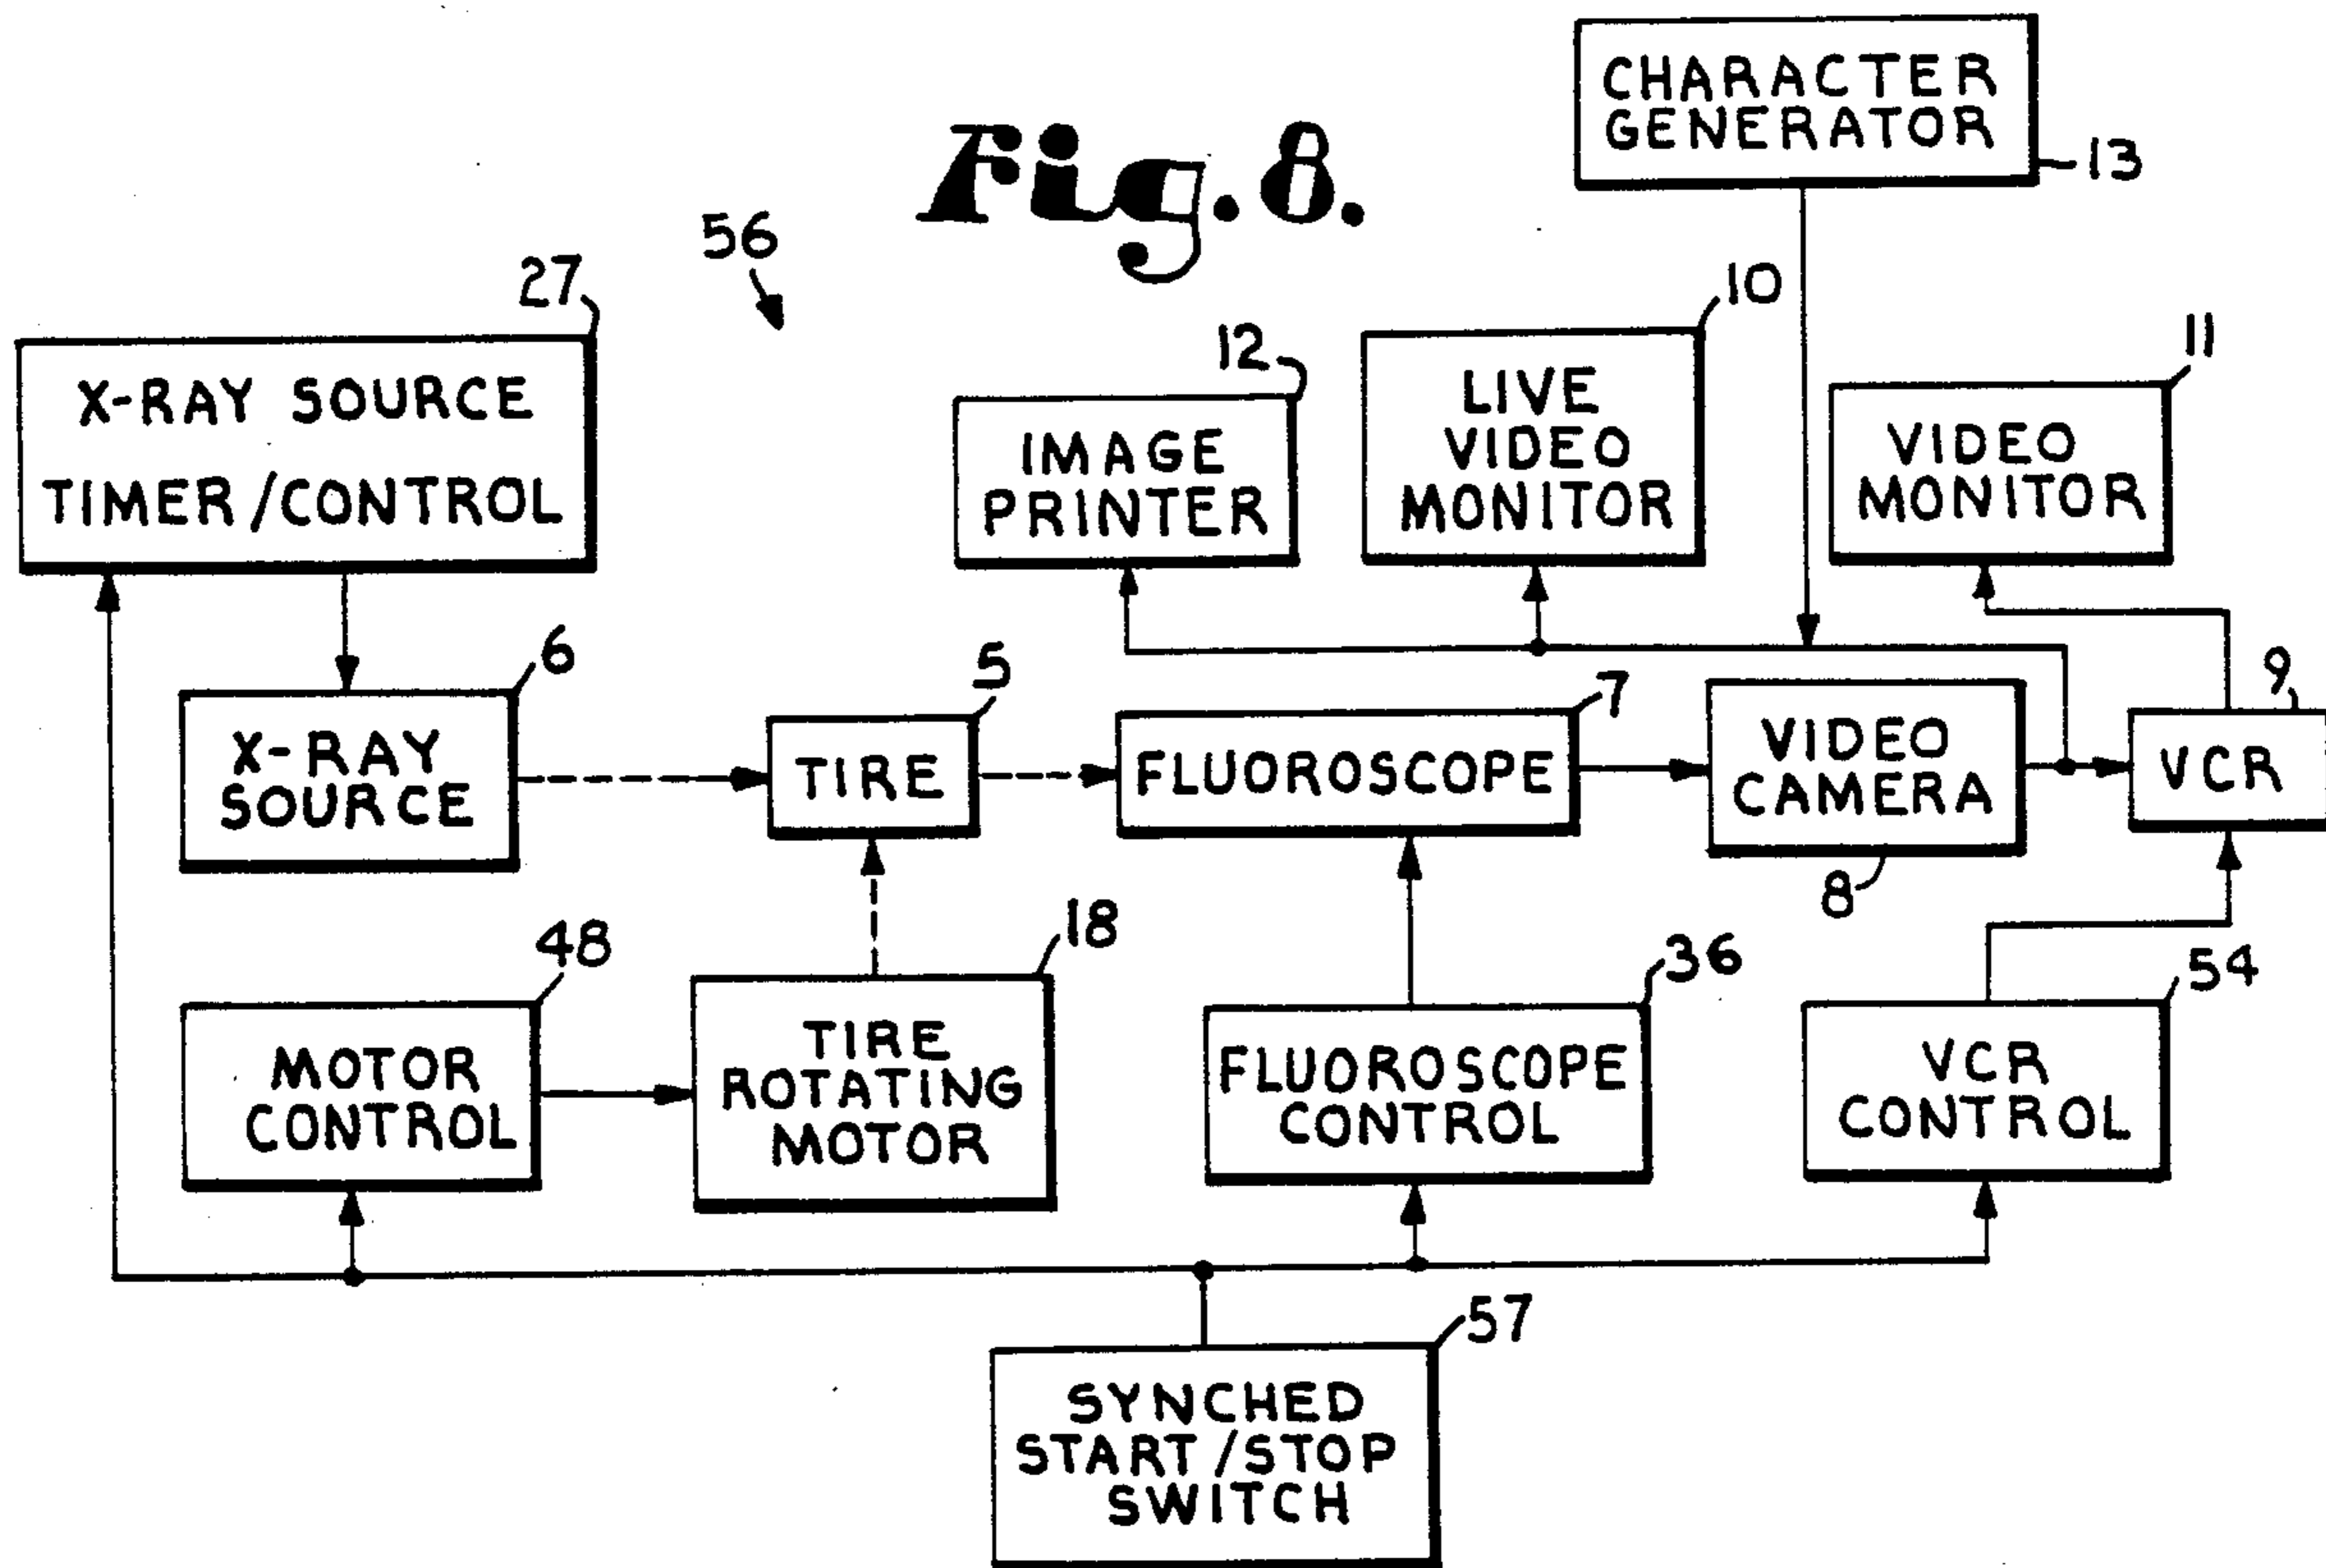 Fig. 8.
CHARACTER
GENERATOR
13
56
27
X-RAY SOURCE
TIMER/CONTROL
12
IMAGE
PRINTER
10
LIVE
VIDEO
MONITOR
11
VIDEO
MONITOR
6
X-RAY
SOURCE
5
TIRE
7
FLUOROSCOPE
VIDEO
CAMERA
8
9
VCR
48
MOTOR
CONTROL
18
TIRE
ROTATING
MOTOR
36
FLUOROSCOPE
CONTROL
54
VCR
CONTROL
57
SYNCHED
START/STOP
SWITCH